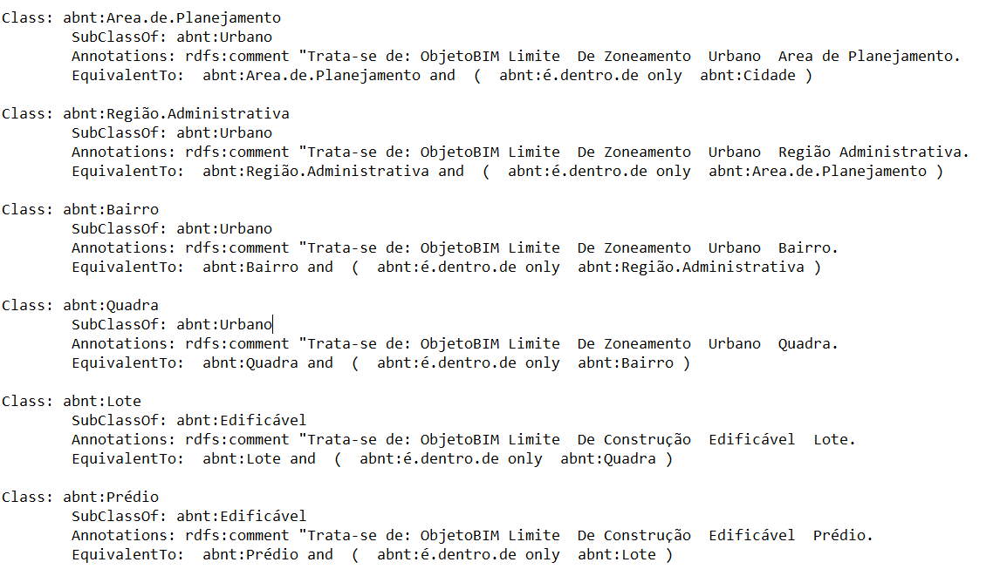 Class: abnt:Area.de.Planejamento
SubClassOf: abnt:Urbano
Annotations: rdfs:comment "Trata-se de: ObjetoBIM Limite  De Zoneamento  Urbano  Area de Planejamento.
EquivalentTo:  abnt:Area.de.Planejamento and  (  abnt:é.dentro.de only  abnt:Cidade )
Class: abnt:Região.Administrativa
SubClassOf: abnt:Urbano
Annotations: rdfs:comment "Trata-se de: ObjetoBIM Limite  De Zoneamento  Urbano  Região Administrativa.
EquivalentTo:  abnt:Região.Administrativa and  (  abnt:é.dentro.de only  abnt:Area.de.Planejamento )
Class: abnt:Bairro
SubClassOf: abnt:Urbano
Annotations: rdfs:comment "Trata-se de: ObjetoBIM Limite  De Zoneamento  Urbano  Bairro.
EquivalentTo:  abnt:Bairro and  (  abnt:é.dentro.de only  abnt:Região.Administrativa )
Class: abnt:Quadra
SubClassOf: abnt:Urbano
Annotations: rdfs:comment "Trata-se de: ObjetoBIM Limite  De Zoneamento  Urbano  Quadra.
EquivalentTo:  abnt:Quadra and  (  abnt:é.dentro.de only  abnt:Bairro )
Class: abnt:Lote
SubClassOf: abnt:Edificável
Annotations: rdfs:comment "Trata-se de: ObjetoBIM Limite  De Construção  Edificável  Lote.
EquivalentTo:  abnt:Lote and  (  abnt:é.dentro.de only  abnt:Quadra )
Class: abnt:Prédio
SubClassOf: abnt:Edificável
Annotations: rdfs:comment "Trata-se de: ObjetoBIM Limite  De Construção  Edificável  Prédio.
EquivalentTo:  abnt:Prédio and  (  abnt:é.dentro.de only  abnt:Lote )